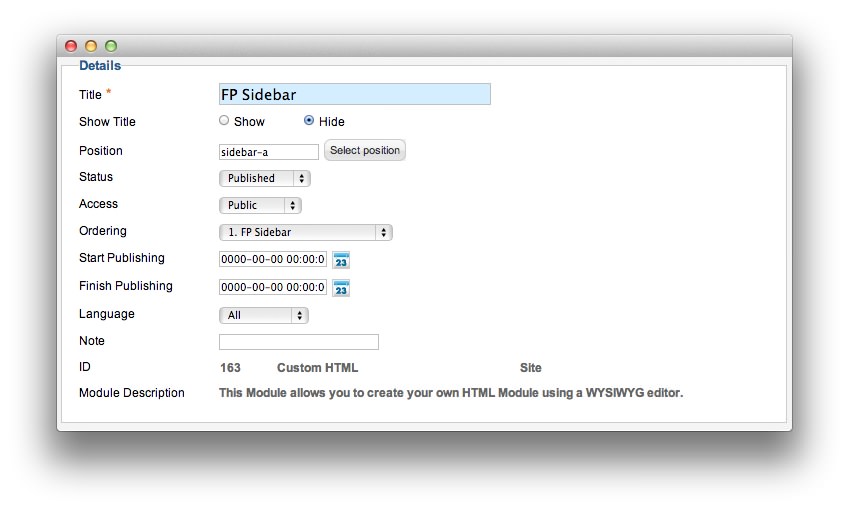 Details
Title *
FP Sidebar
Show Title
Show Hide
Position
sidebar-a Select position
Status
Published
Access
Public
Ordering
1. FP Sidebar
Start Publishing
0000-00-00 00:00:0 23
Finish Publishing
0000-00-00 00:00:0 23
Language
All
Note
ID
163 Custom HTML Site
Module Description
This Module allows you to create your own HTML Module using a WYSIWYG editor.